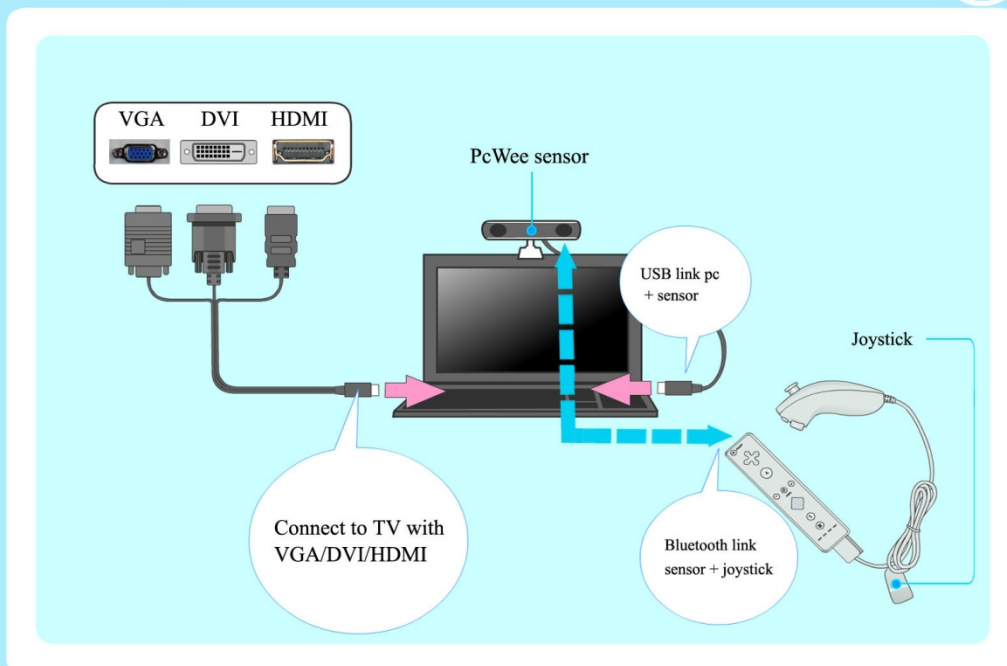 VGA DVI HDMI
PcWee sensor
USB link pc
+ sensor
Joystick
Connect to TV with
VGA/DVI/HDMI
Bluetooth link
sensor + joystick